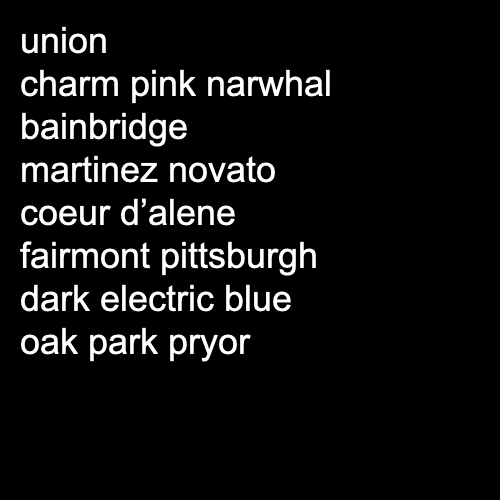 union
charm pink narwhal
bainbridge
martinez novato
coeur d’alene
fairmont pittsburgh
dark electric blue
oak park pryor